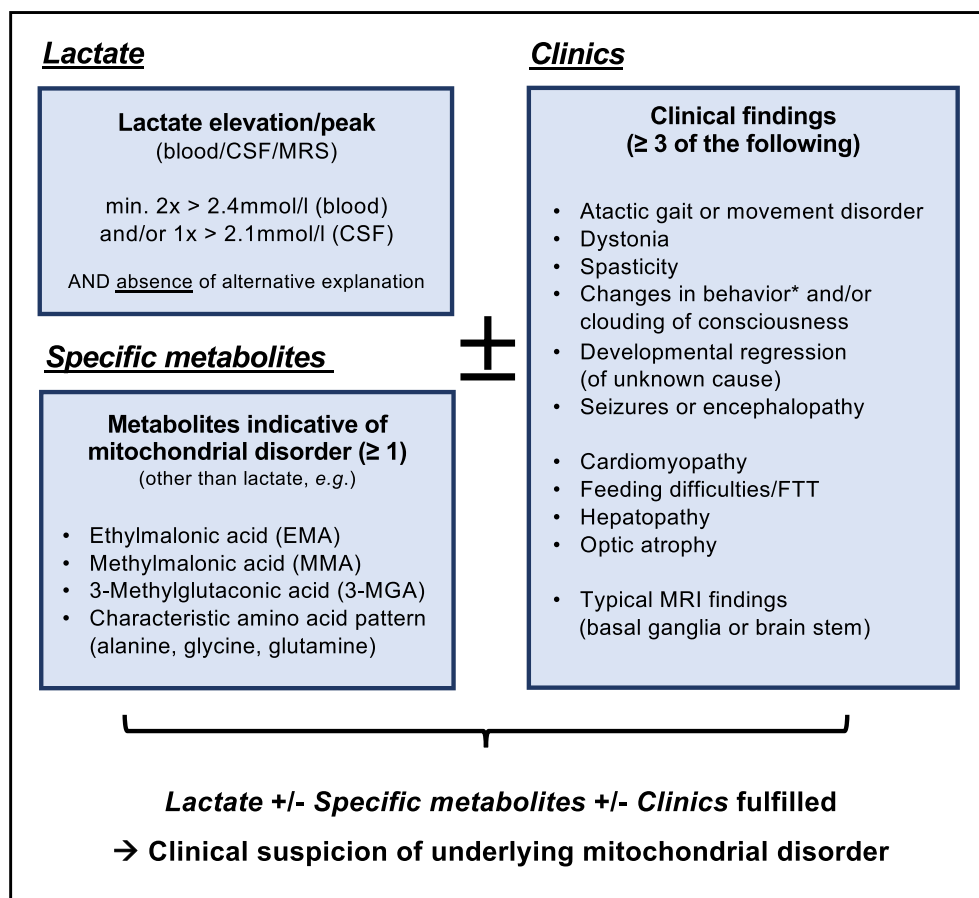 Lactate
Lactate elevation/peak
(blood/CSF/MRS)
min. 2x > 2.4mmol/l (blood)
and/or 1x > 2.1mmol/l (CSF)
AND absence of alternative explanation
Specific metabolites
Metabolites indicative of
mitochondrial disorder (≥ 1)
(other than lactate, e.g.)
• Ethylmalonic acid (EMA)
• Methylmalonic acid (MMA)
• 3-Methylglutaconic acid (3-MGA)
• Characteristic amino acid pattern
(alanine, glycine, glutamine)
±
Clinics
Clinical findings
(≥ 3 of the following)
• Atactic gait or movement disorder
• Dystonia
• Spasticity
• Changes in behavior* and/or
clouding of consciousness
• Developmental regression
(of unknown cause)
• Seizures or encephalopathy
• Cardiomyopathy
• Feeding difficulties/FTT
• Hepatopathy
• Optic atrophy
• Typical MRI findings
(basal ganglia or brain stem)
Lactate +/- Specific metabolites +/- Clinics fulfilled
→ Clinical suspicion of underlying mitochondrial disorder